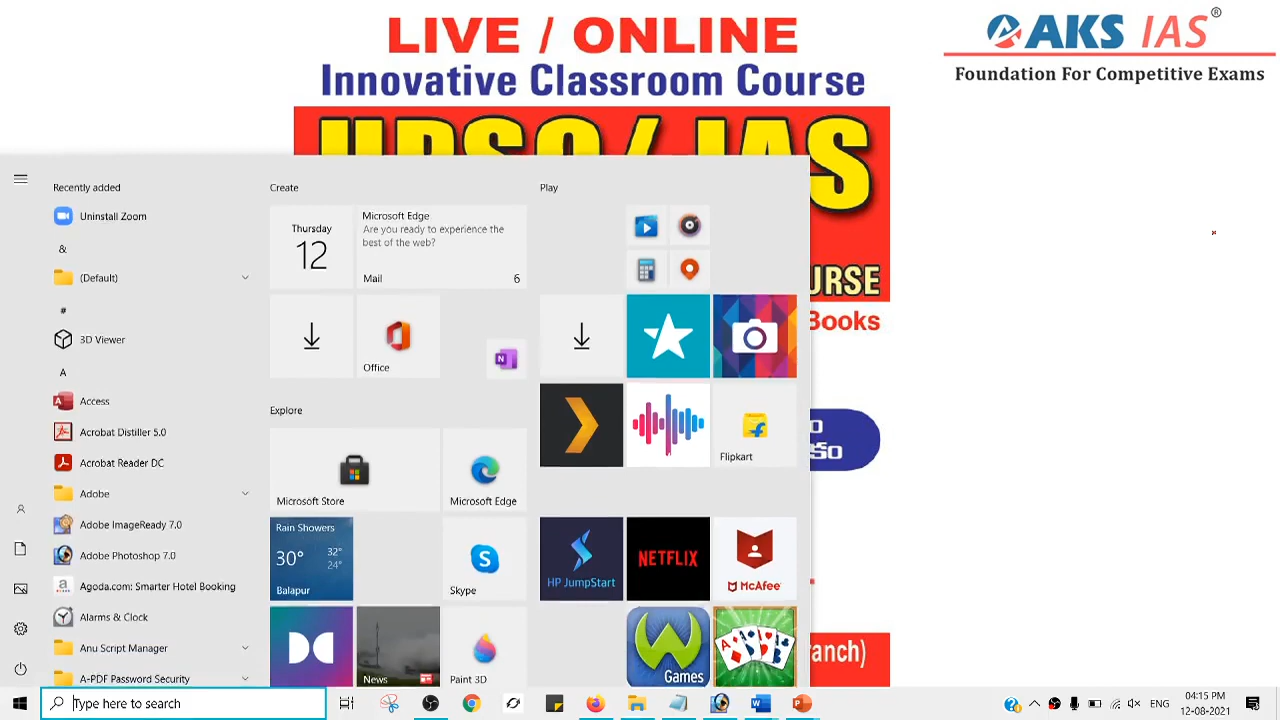 LIVE / ONLINE
Innovative Classroom Course
UPSC/ IAS
AKS IAS®
Foundation For Competitive Exams
URSE
Books
ranch)
Recently added
Uninstall Zoom
&
(Default)
#
3D Viewer
A
Access
Acrobat Distiller 5.0
Acrobat Reader DC
Adobe
Adobe ImageReady 7.0
Adobe Photoshop 7.0
Agoda.com: Smarter Hotel Booking
Alarms & Clock
Anu Script Manager
A-PDF Password Security
Create
Thursday
12
Microsoft Edge
Are you ready to experience the
best of the web?
Mail 6
Office
N
Explore
Microsoft Store
Microsoft Edge
Rain Showers
30° 32°
24°
Balapur
Skype
News
Paint 3D
Play
Flipkart
HP JumpStart
NETFLIX
McAfee
Games
Type here to search
ENG
04:15 PM
12-08-2021